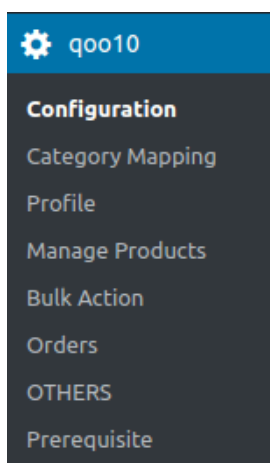 qoo10
Configuration
Category Mapping
Profile
Manage Products
Bulk Action
Orders
OTHERS
Prerequisite